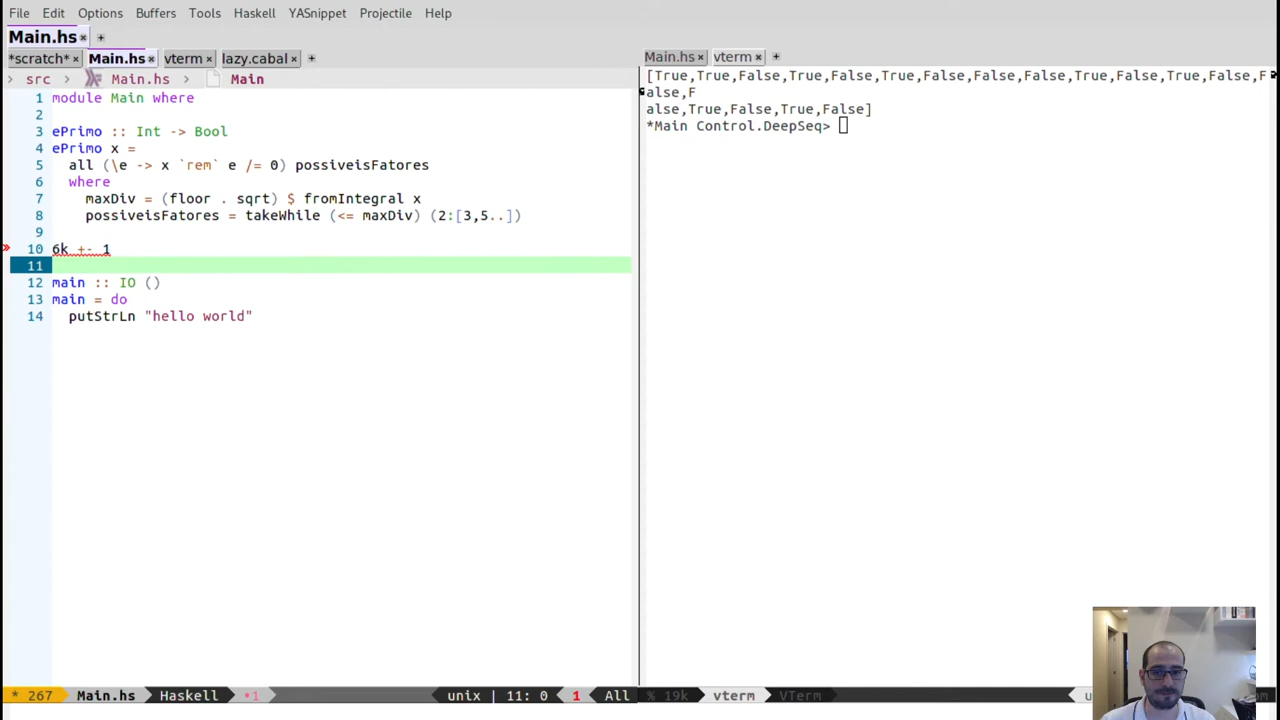 File Edit Options Buffers Tools Haskell YASnippet Projectile Help
Main.hs × +
*scratch* × Main.hs × vterm × lazy.cabal × +
> src > Main.hs > Main
1 module Main where
2
3 ePrimo :: Int -> Bool
4 ePrimo x =
5 all (\e -> x `rem` e /= 0) possiveisFatores
6 where
7 maxDiv = (floor . sqrt) $ fromIntegral x
8 possiveisFatores = takeWhile (<= maxDiv) (2:[3,5..])
9
10 6k +- 1
11
12 main :: IO ()
13 main = do
14 putStrLn "hello world"
* 267 Main.hs Haskell •1 unix | 11: 0 1 All
Main.hs × vterm × +
[True,True,False,True,False,True,False,False,False,True,False,True,False,F
alse,F
alse,True,False,True,False]
*Main Control.DeepSeq>
% 19k vterm VTerm